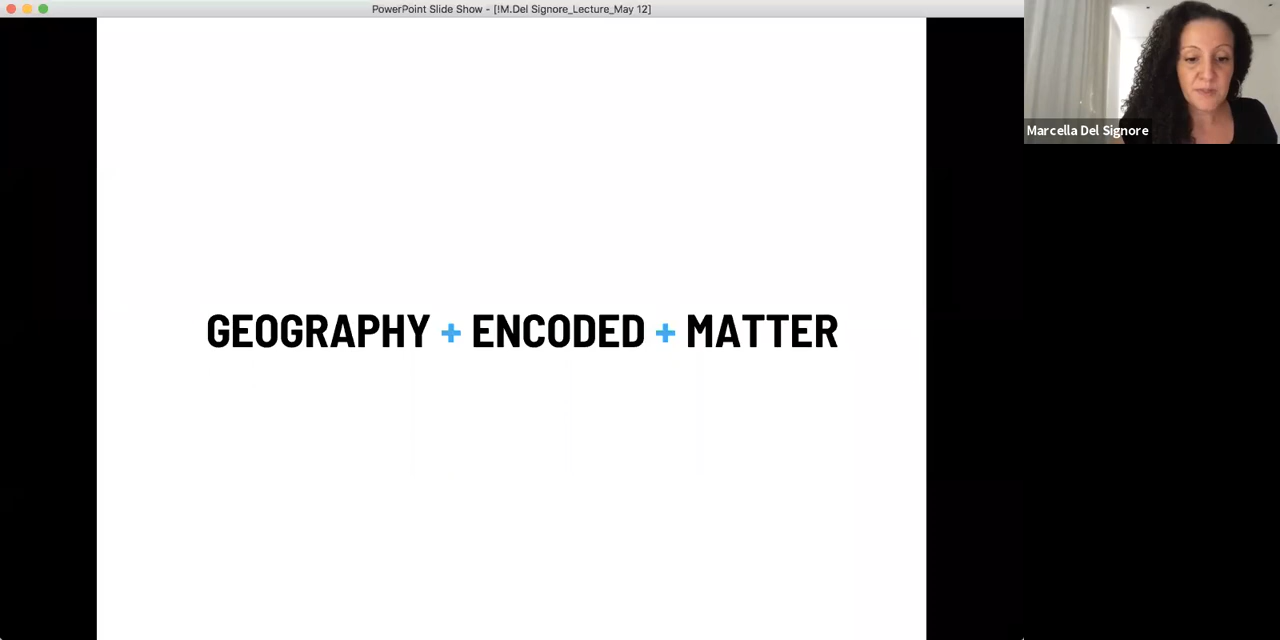 PowerPoint Slide Show - [!M.Del Signore_Lecture_May 12]
Marcella Del Signore
GEOGRAPHY + ENCODED + MATTER